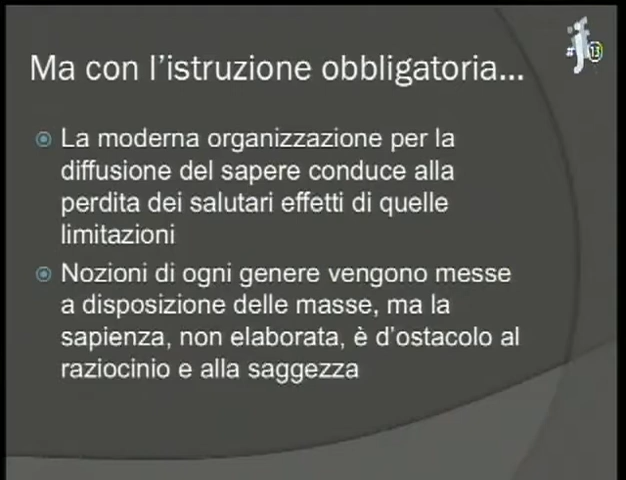 Ma con l'istruzione obbligatoria...
La moderna organizzazione per la
diffusione del sapere conduce alla
perdita dei salutari effetti di quelle
limitazioni
Nozioni di ogni genere vengono messe
a disposizione delle masse, ma la
sapienza, non elaborata, è d'ostacolo al
raziocinio e alla saggezza
#jf13